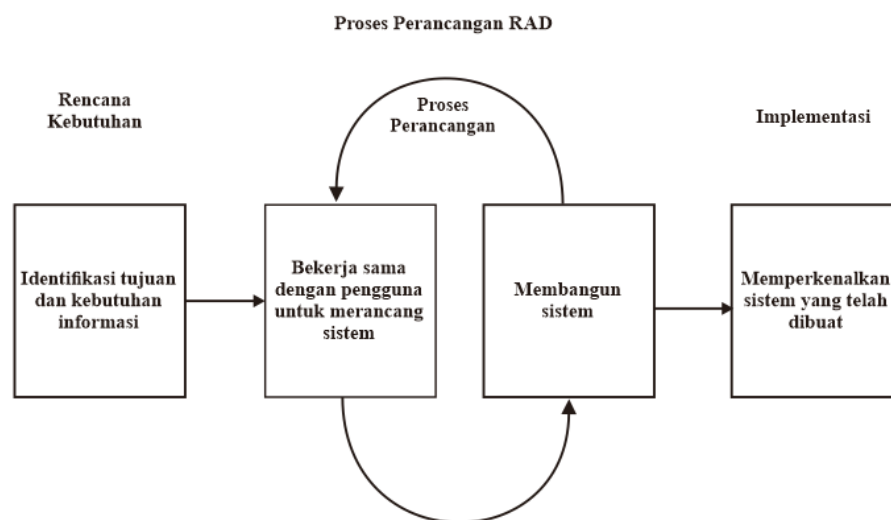 Proses Perancangan RAD
Rencana
Kebutuhan
Proses
Perancangan
Implementasi
Identifikasi tujuan
dan kebutuhan
informasi
Bekerja sama
dengan pengguna
untuk merancang
sistem
Membangun
sistem
Memperkenalkan
sistem yang telah
dibuat